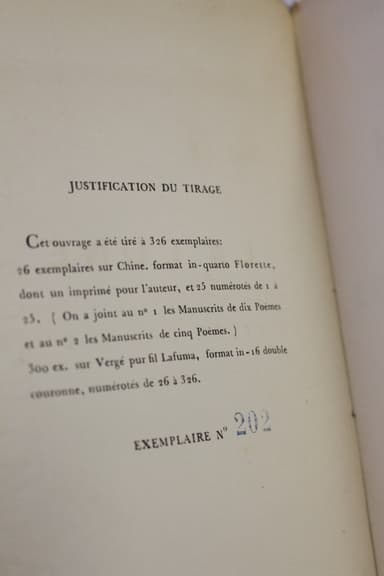 JUSTIFICATION DU TIRAGE
Cet ouvrage a été tiré à 326 exemplaires:
26 exemplaires sur Chine. format in-quarto Florette,
dont un imprimé pour l'auteur, et 25 numérotés de 1 à
25. ( On a joint au nº 1 les Manuscrits de dix Poèmes
et au nº 2 les Manuscrits de cinq Poèmes. )
300 ex. sur Vergé pur fil Lafuma, format in-16 double
couronne, numérotés de 26 à 326.
EXEMPLAIRE Nº 202